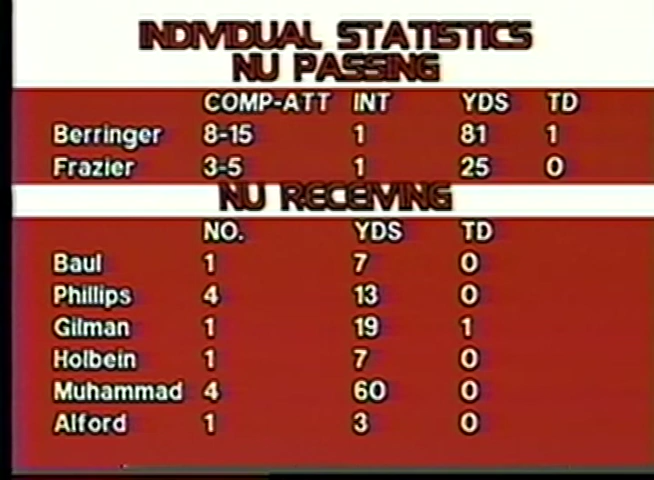 INDIVIDUAL STATISTICS
NU PASSING
COMP-ATT INT YDS TD
Berringer 8-15 1 81 1
Frazier 3-5 1 25 0
NU RECEIVING
NO. YDS TD
Baul 1 7 0
Phillips 4 13 0
Gilman 1 19 1
Holbein 1 7 0
Muhammad 4 60 0
Alford 1 3 0